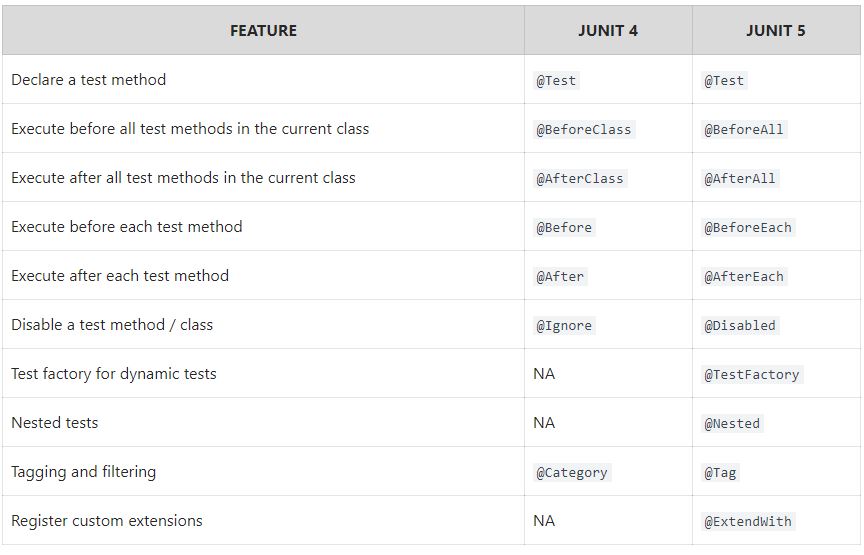 FEATURE JUNIT 4 JUNIT 5
Declare a test method @Test @Test
Execute before all test methods in the current class @BeforeClass @BeforeAll
Execute after all test methods in the current class @AfterClass @AfterAll
Execute before each test method @Before @BeforeEach
Execute after each test method @After @AfterEach
Disable a test method / class @Ignore @Disabled
Test factory for dynamic tests NA @TestFactory
Nested tests NA @Nested
Tagging and filtering @Category @Tag
Register custom extensions NA @ExtendWith